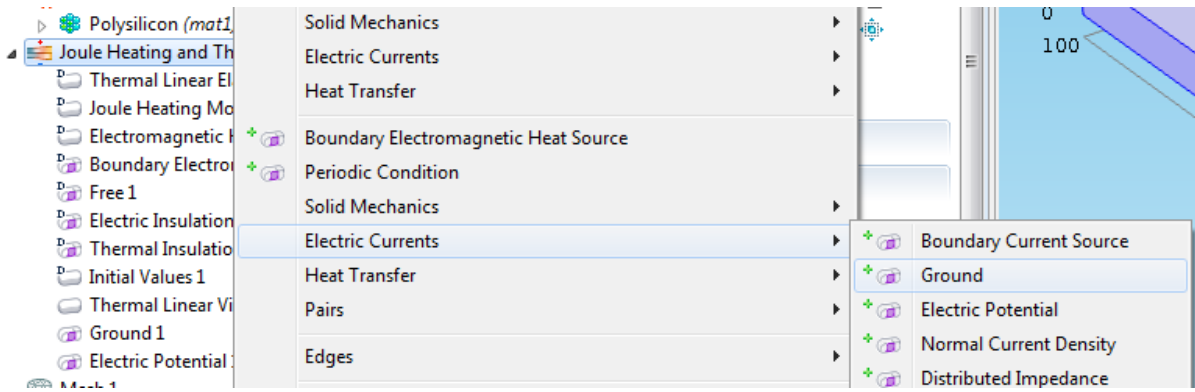 Polysilicon (mat1
Joule Heating and Th
Thermal Linear El
Joule Heating Mo
Electromagnetic H
Boundary Electro
Free 1
Electric Insulation
Thermal Insulatio
Initial Values 1
Thermal Linear Vi
Ground 1
Electric Potential
Mesh 1
Solid Mechanics
Electric Currents
Heat Transfer
Boundary Electromagnetic Heat Source
Periodic Condition
Solid Mechanics
Electric Currents
Heat Transfer
Pairs
Edges
Boundary Current Source
Ground
Electric Potential
Normal Current Density
Distributed Impedance
0
100